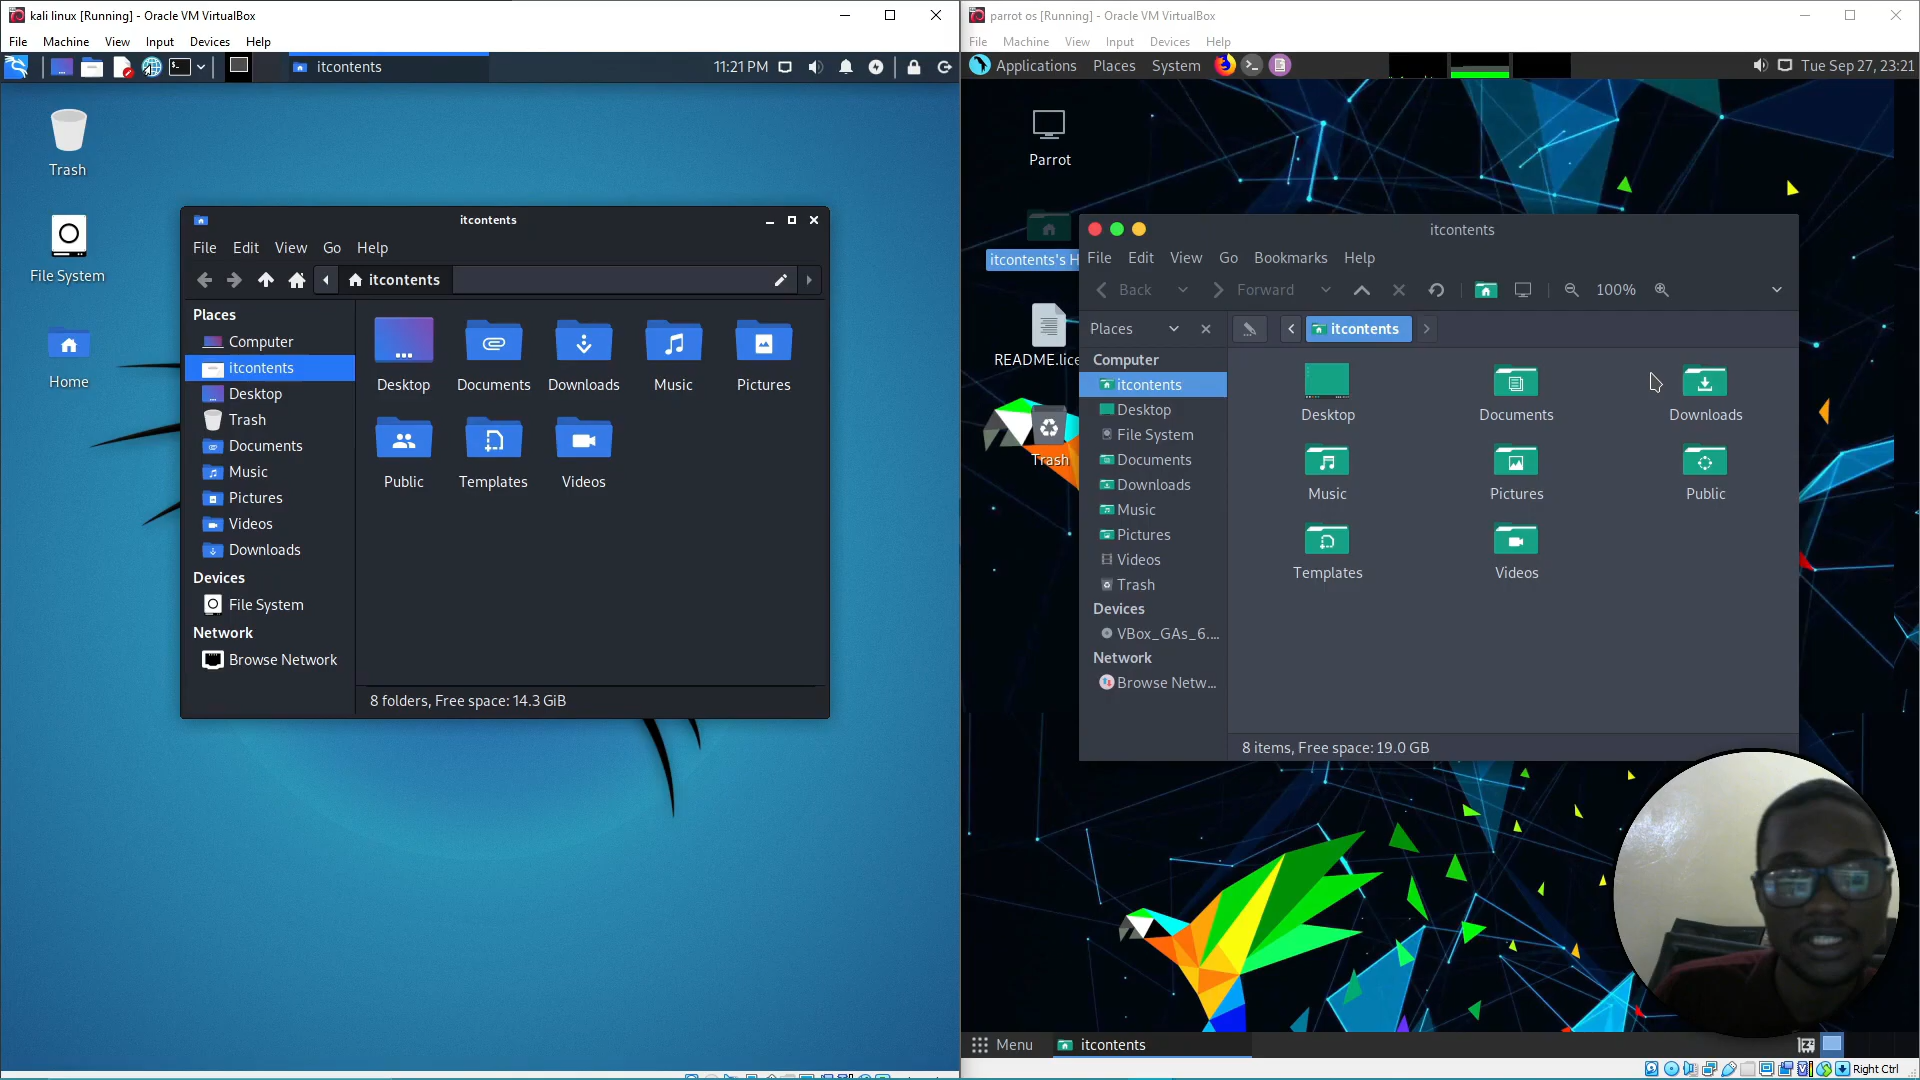 kali linux [Running] - Oracle VM VirtualBox
File Machine View Input Devices Help
itcontents
11:21 PM
Trash
File System
Home
itcontents
File Edit View Go Help
itcontents
Places
Computer
itcontents
Desktop
Trash
Documents
Music
Pictures
Videos
Downloads
Devices
File System
Network
Browse Network
Desktop Documents Downloads Music Pictures
Public Templates Videos
8 folders, Free space: 14.3 GiB
parrot os [Running] - Oracle VM VirtualBox
File Machine View Input Devices Help
Applications Places System
Tue Sep 27, 23:21
Parrot
itcontents's H
README.lice
Trash
itcontents
File Edit View Go Bookmarks Help
Back Forward 100%
Places
itcontents
Computer
itcontents
Desktop
File System
Documents
Downloads
Music
Pictures
Videos
Trash
Devices
VBox_GAs_6....
Network
Browse Netw...
Desktop Documents Downloads
Music Pictures Public
Templates Videos
8 items, Free space: 19.0 GB
Menu
itcontents
Right Ctrl